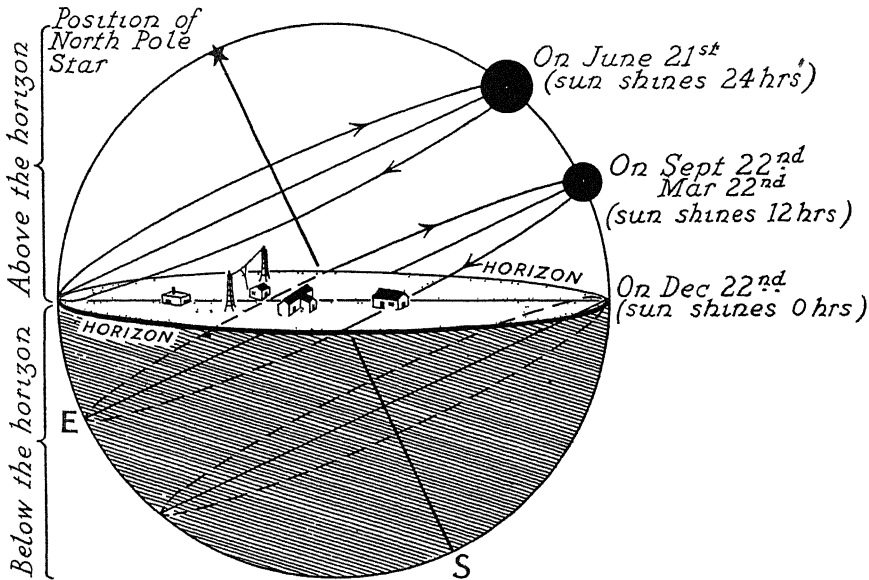 Position of
North Pole
Star
On June 21st
(sun shines 24 hrs)
On Sept 22nd
Mar 22nd
(sun shines 12 hrs)
HORIZON
On Dec 22nd
(sun shines 0 hrs)
HORIZON
Above the horizon
Below the horizon
E
S